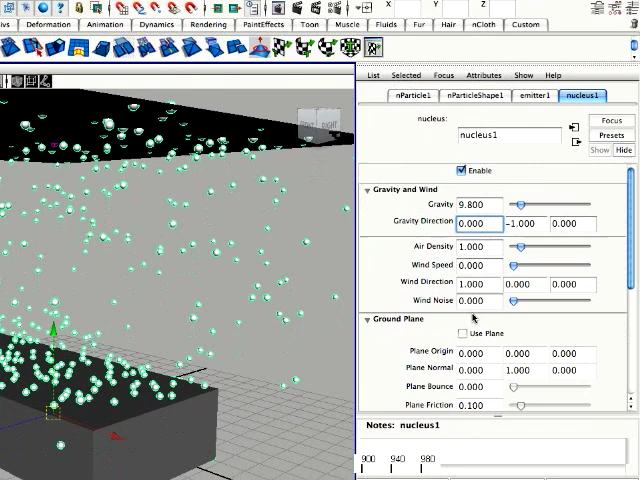 X Y Z
Deformation Animation Dynamics Rendering PaintEffects Toon Muscle Fluids Fur Hair nCloth Custom
List Selected Focus Attributes Show Help
nParticle1 nParticleShape1 emitter1 nucleus1
nucleus: nucleus1
Focus
Presets
Show Hide
Enable
Gravity and Wind
Gravity 9.800
Gravity Direction 0.000 -1.000 0.000
Air Density 1.000
Wind Speed 0.000
Wind Direction 1.000 0.000 0.000
Wind Noise 0.000
Ground Plane
Use Plane
Plane Origin 0.000 0.000 0.000
Plane Normal 0.000 1.000 0.000
Plane Bounce 0.000
Plane Friction 0.100
Notes: nucleus1
900 940 980
FRONT RIGHT